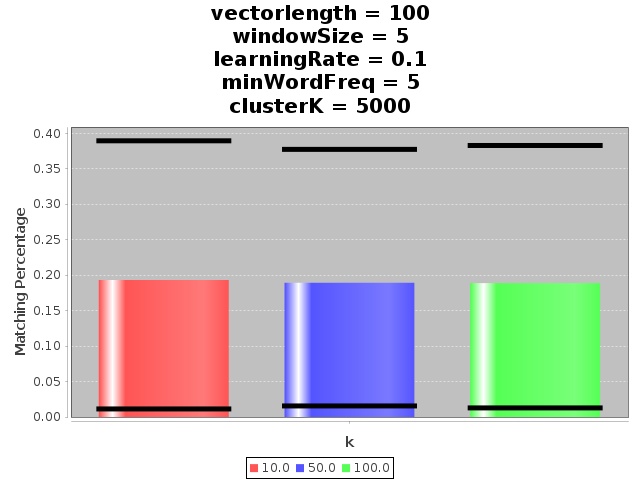 vectorlength = 100
windowSize = 5
learningRate = 0.1
minWordFreq = 5
clusterK = 5000
0.40
0.35
0.30
0.25
0.20
0.15
0.10
0.05
0.00
Matching Percentage
k
10.0 50.0 100.0